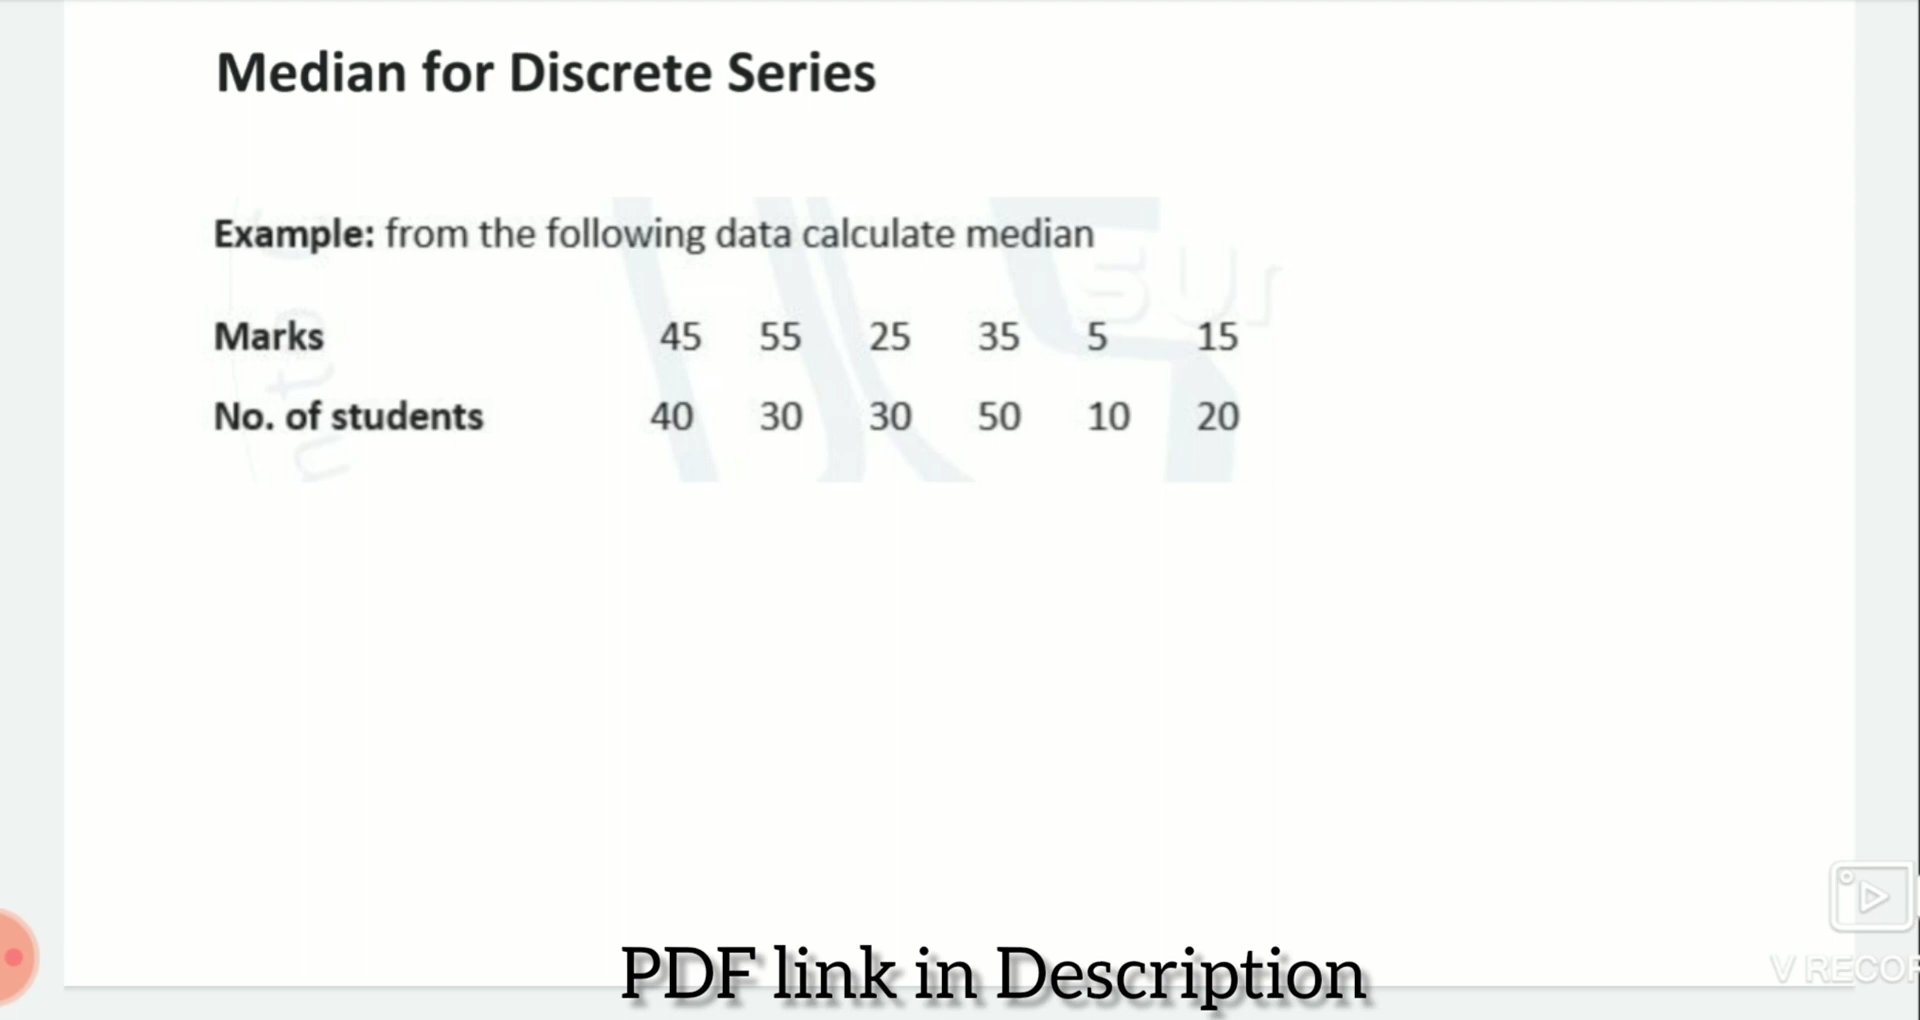 Median for Discrete Series
Example: from the following data calculate median
Marks 45 55 25 35 5 15
No. of students 40 30 30 50 10 20
PDF link in Description